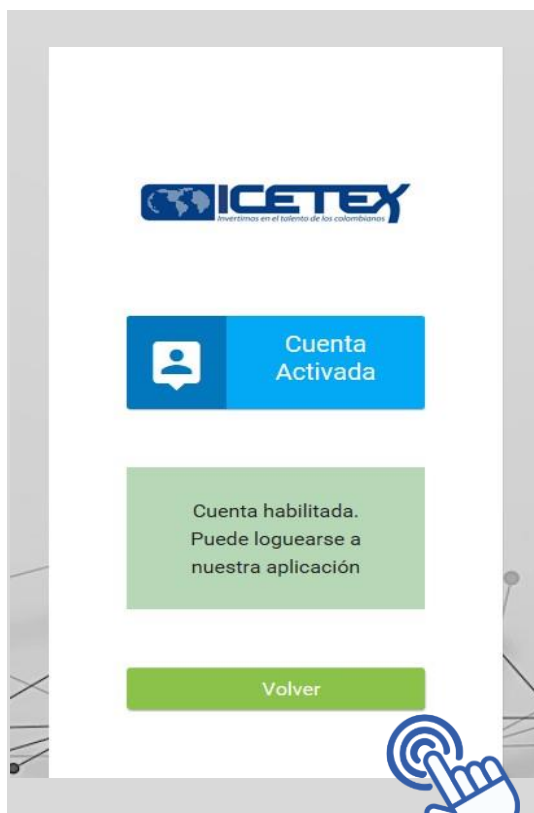 ICETEX
Invertimos en el talento de los colombianos
Cuenta
Activada
Cuenta habilitada.
Puede loguearse a
nuestra aplicación
Volver